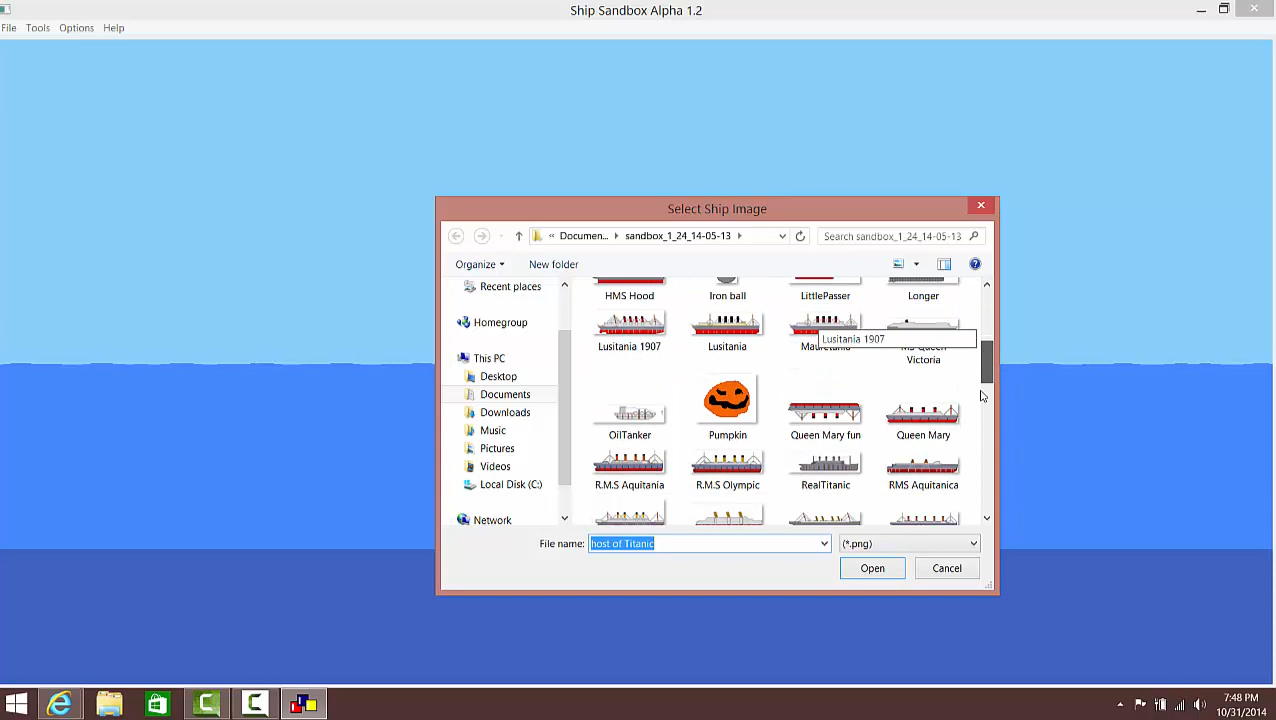 Ship Sandbox Alpha 1.2
File Tools Options Help
Select Ship Image
« Documen... sandbox_1_24_14-05-13 Search sandbox_1_24_14-05-13
Organize New folder
Recent places
Homegroup
This PC
Desktop
Documents
Downloads
Music
Pictures
Videos
Local Disk (C:)
Network
HMS Hood Iron ball LittlePasser Longer
Lusitania 1907 Lusitania
Lusitania 1907
Victoria
OilTanker Pumpkin Queen Mary fun Queen Mary
R.M.S Aquitania R.M.S Olympic RealTitanic RMS Aquitanica
File name: host of Titanic (*.png)
Open Cancel
7:48 PM
10/31/2014